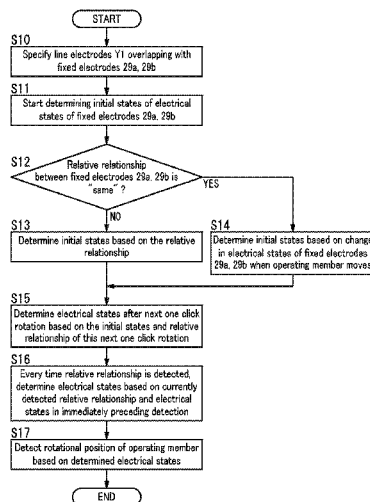 START
S10
Specify line electrodes Y1 overlapping with
fixed electrodes 29a, 29b
S11
Start determining initial states of electrical
states of fixed electrodes 29a, 29b
S12
Relative relationship
between fixed electrodes 29a, 29b is
"same" ?
YES
NO
S13
Determine initial states based on the relative
relationship
S14
Determine initial states based on change
in electrical states of fixed electrodes
29a, 29b when operating member moves
S15
Determine electrical states after next one click
rotation based on the initial states and relative
relationship of this next one click rotation
S16
Every time relative relationship is detected,
determine electrical states based on currently
detected relative relationship and electrical
states in immediately preceding detection
S17
Detect rotational position of operating member
based on determined electrical states
END